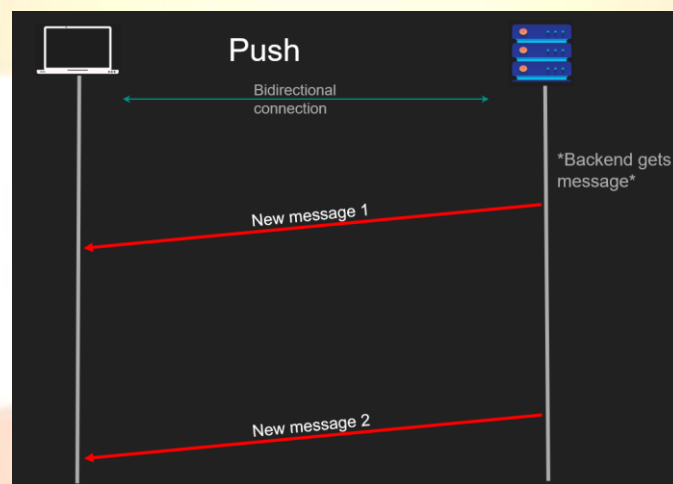 Push
Bidirectional
connection
*Backend gets
message*
New message 1
New message 2